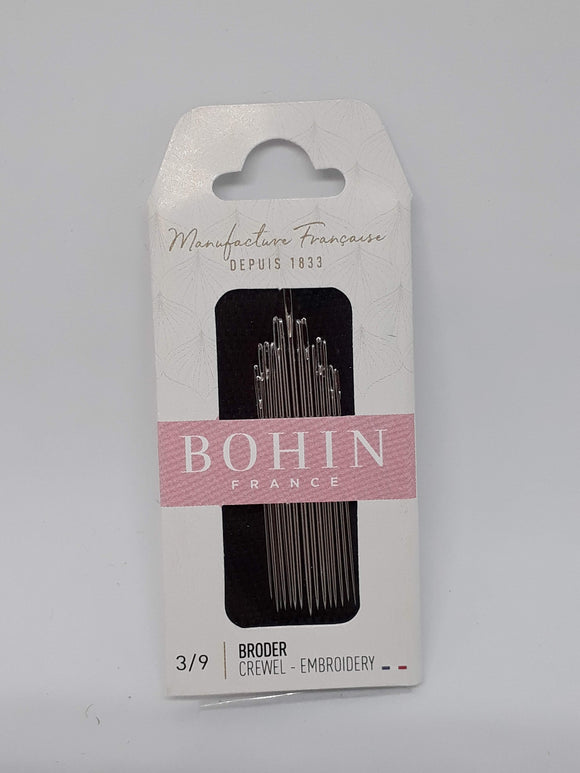 Manufacture Française
DEPUIS 1833
BOHIN
FRANCE
3/9
BRODER
CREWEL - EMBROIDERY